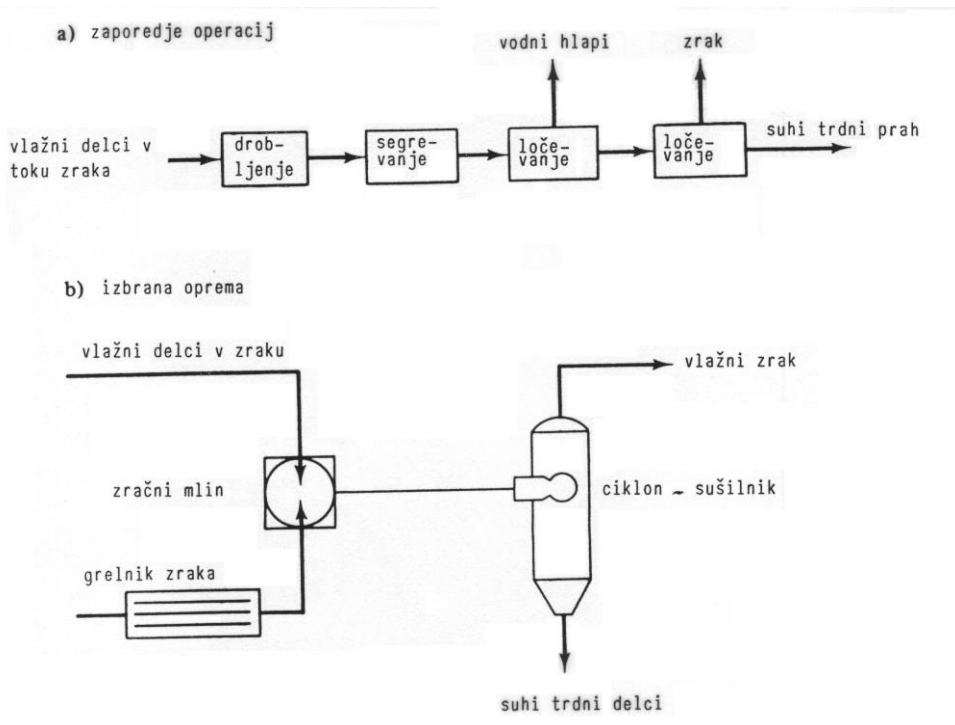 a) zaporedje operacij
vodni hlapi
zrak
vlažni delci v
toku zraka
drob-
ljenje
segre-
vanje
loče-
vanje
loče-
vanje
suhi trdni prah
b) izbrana oprema
vlažni delci v zraku
vlažni zrak
zračni mlin
ciklon - sušilnik
grelnik zraka
suhi trdni delci